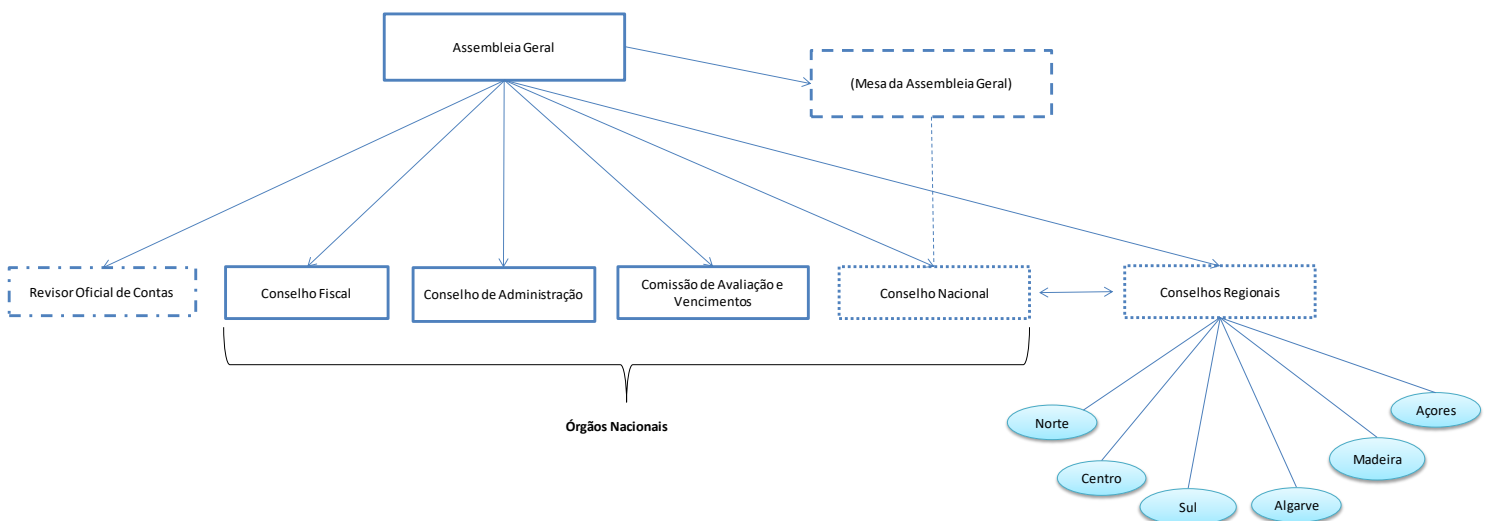 Assembleia Geral
(Mesa da Assembleia Geral)
Revisor Oficial de Contas
Conselho Fiscal
Conselho de Administração
Comissão de Avaliação e
Vencimentos
Conselho Nacional
Conselhos Regionais
Órgãos Nacionais
Norte
Centro
Sul
Algarve
Madeira
Açores